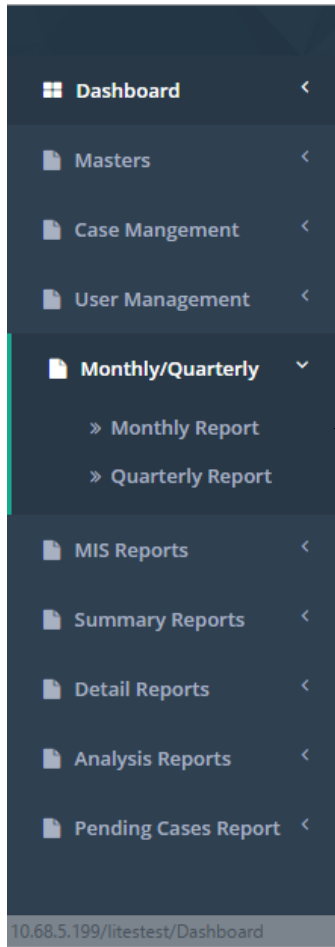 Dashboard
Masters
Case Mangement
User Management
Monthly/Quarterly
» Monthly Report
» Quarterly Report
MIS Reports
Summary Reports
Detail Reports
Analysis Reports
Pending Cases Report
10.68.5.199/litestest/Dashboard